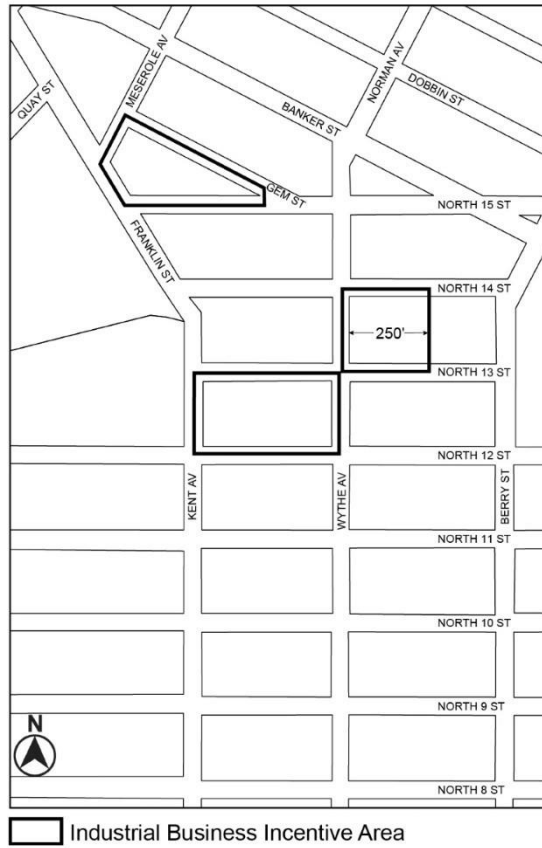 QUAY ST
MESEROLE AV
NORMAN AV
DOBBIN ST
BANKER ST
GEM ST
NORTH 15 ST
FRANKLIN ST
NORTH 14 ST
250'
NORTH 13 ST
NORTH 12 ST
KENT AV
WYTHE AV
BERRY ST
NORTH 11 ST
NORTH 10 ST
NORTH 9 ST
N
NORTH 8 ST
Industrial Business Incentive Area